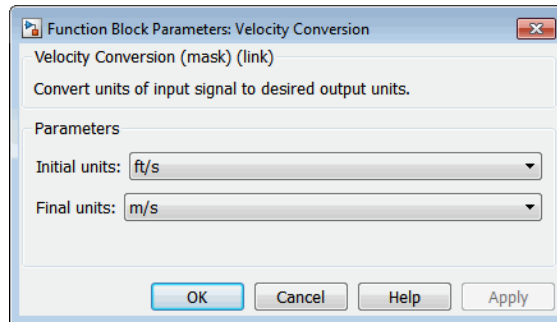 Function Block Parameters: Velocity Conversion
Velocity Conversion (mask) (link)
Convert units of input signal to desired output units.
Parameters
Initial units: ft/s
Final units: m/s
OK Cancel Help Apply